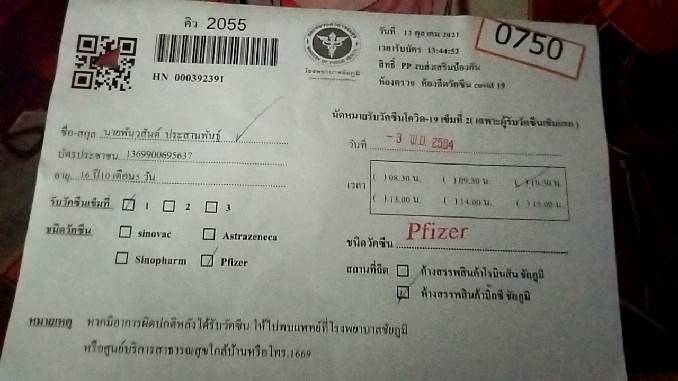 คิว 2055
0750
HN 000392391
โรงพยาบาลชัยภูมิ
วันที่ 13 ตุลาคม 2021
เวลารับบัตร 13:44:52
สิทธิ์ PP งบส่งเสริมป้องกัน
ห้องตรวจ ห้องฉีดวัคซีน covid 19
ชื่อ-สกุล นายพันวสันต์ ประสามพันธุ์
บัตรประชาชน 1369900695637
อายุ 16 ปี10 เดือน5 วัน
รับวัคซีนเข็มที่ 1 2 3
ชนิดวัคซีน sinovac Astrazeneca
Sinopharm Pfizer
นัดหมายรับวัคซีนโควิด-19 เข็มที่ 2( เฉพาะผู้รับวัคซีนเข็มแรก )
วันที่ - 3 พ.ย. 2564
เวลา
( ) 08.30 น. ( ) 09.30 น. ( ) 10.30 น.
( ) 13.00 น. ( ) 14.00 น. ( ) 15.00 น.
ชนิดวัคซีน Pfizer
สถานที่ฉีด ห้างสรรพสินค้าโรบินสัน ชัยภูมิ
ห้างสรรพสินค้าบิ๊กซี ชัยภูมิ
หมายเหตุ หากมีอาการผิดปกติหลังได้รับวัคซีน ให้ไปพบแพทย์ที่โรงพยาบาลชัยภูมิ
หรือศูนย์บริการสาธารณสุขใกล้บ้านหรือโทร.1669